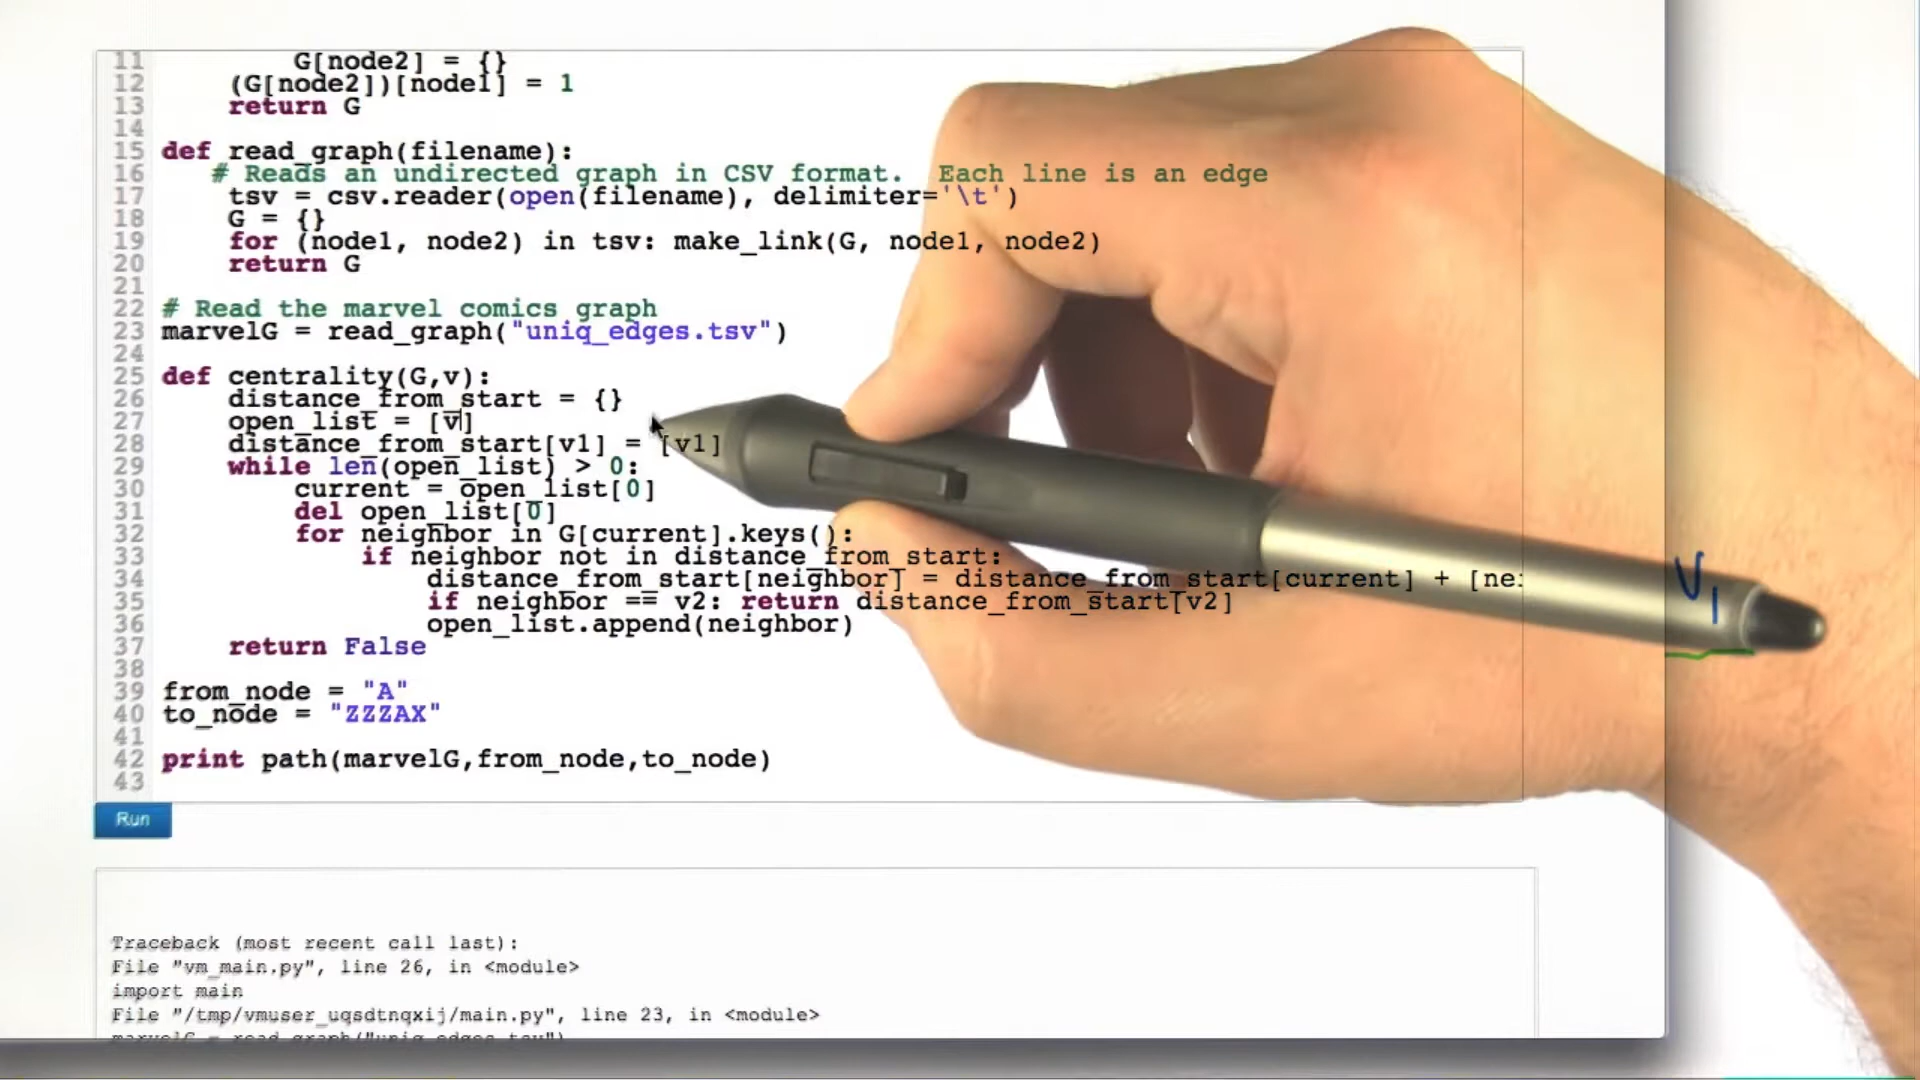 11 G[node2] = {}
12 (G[node2])[node1] = 1
13 return G
14
15 def read_graph(filename):
16 # Reads an undirected graph in CSV format. Each line is an edge
17 tsv = csv.reader(open(filename), delimiter='\t')
18 G = {}
19 for (node1, node2) in tsv: make_link(G, node1, node2)
20 return G
21
22 # Read the marvel comics graph
23 marvelG = read_graph("uniq_edges.tsv")
24
25 def centrality(G,v):
26 distance_from_start = {}
27 open_list = [v]
28 distance_from_start[v1] = [v1]
29 while len(open_list) > 0:
30 current = open_list[0]
31 del open_list[0]
32 for neighbor in G[current].keys():
33 if neighbor not in distance_from_start:
34 distance_from_start[neighbor] = distance_from_start[current] + [ne
35 if neighbor == v2: return distance_from_start[v2]
36 open_list.append(neighbor)
37 return False
38
39 from_node = "A"
40 to_node = "ZZZAX"
41
42 print path(marvelG,from_node,to_node)
43
V1
Run
Traceback (most recent call last):
File "vm_main.py", line 26, in <module>
import main
File "/tmp/vmuser_uqsdtnqxij/main.py", line 23, in <module>
marvelG = read_graph("uniq_edges.tsv")